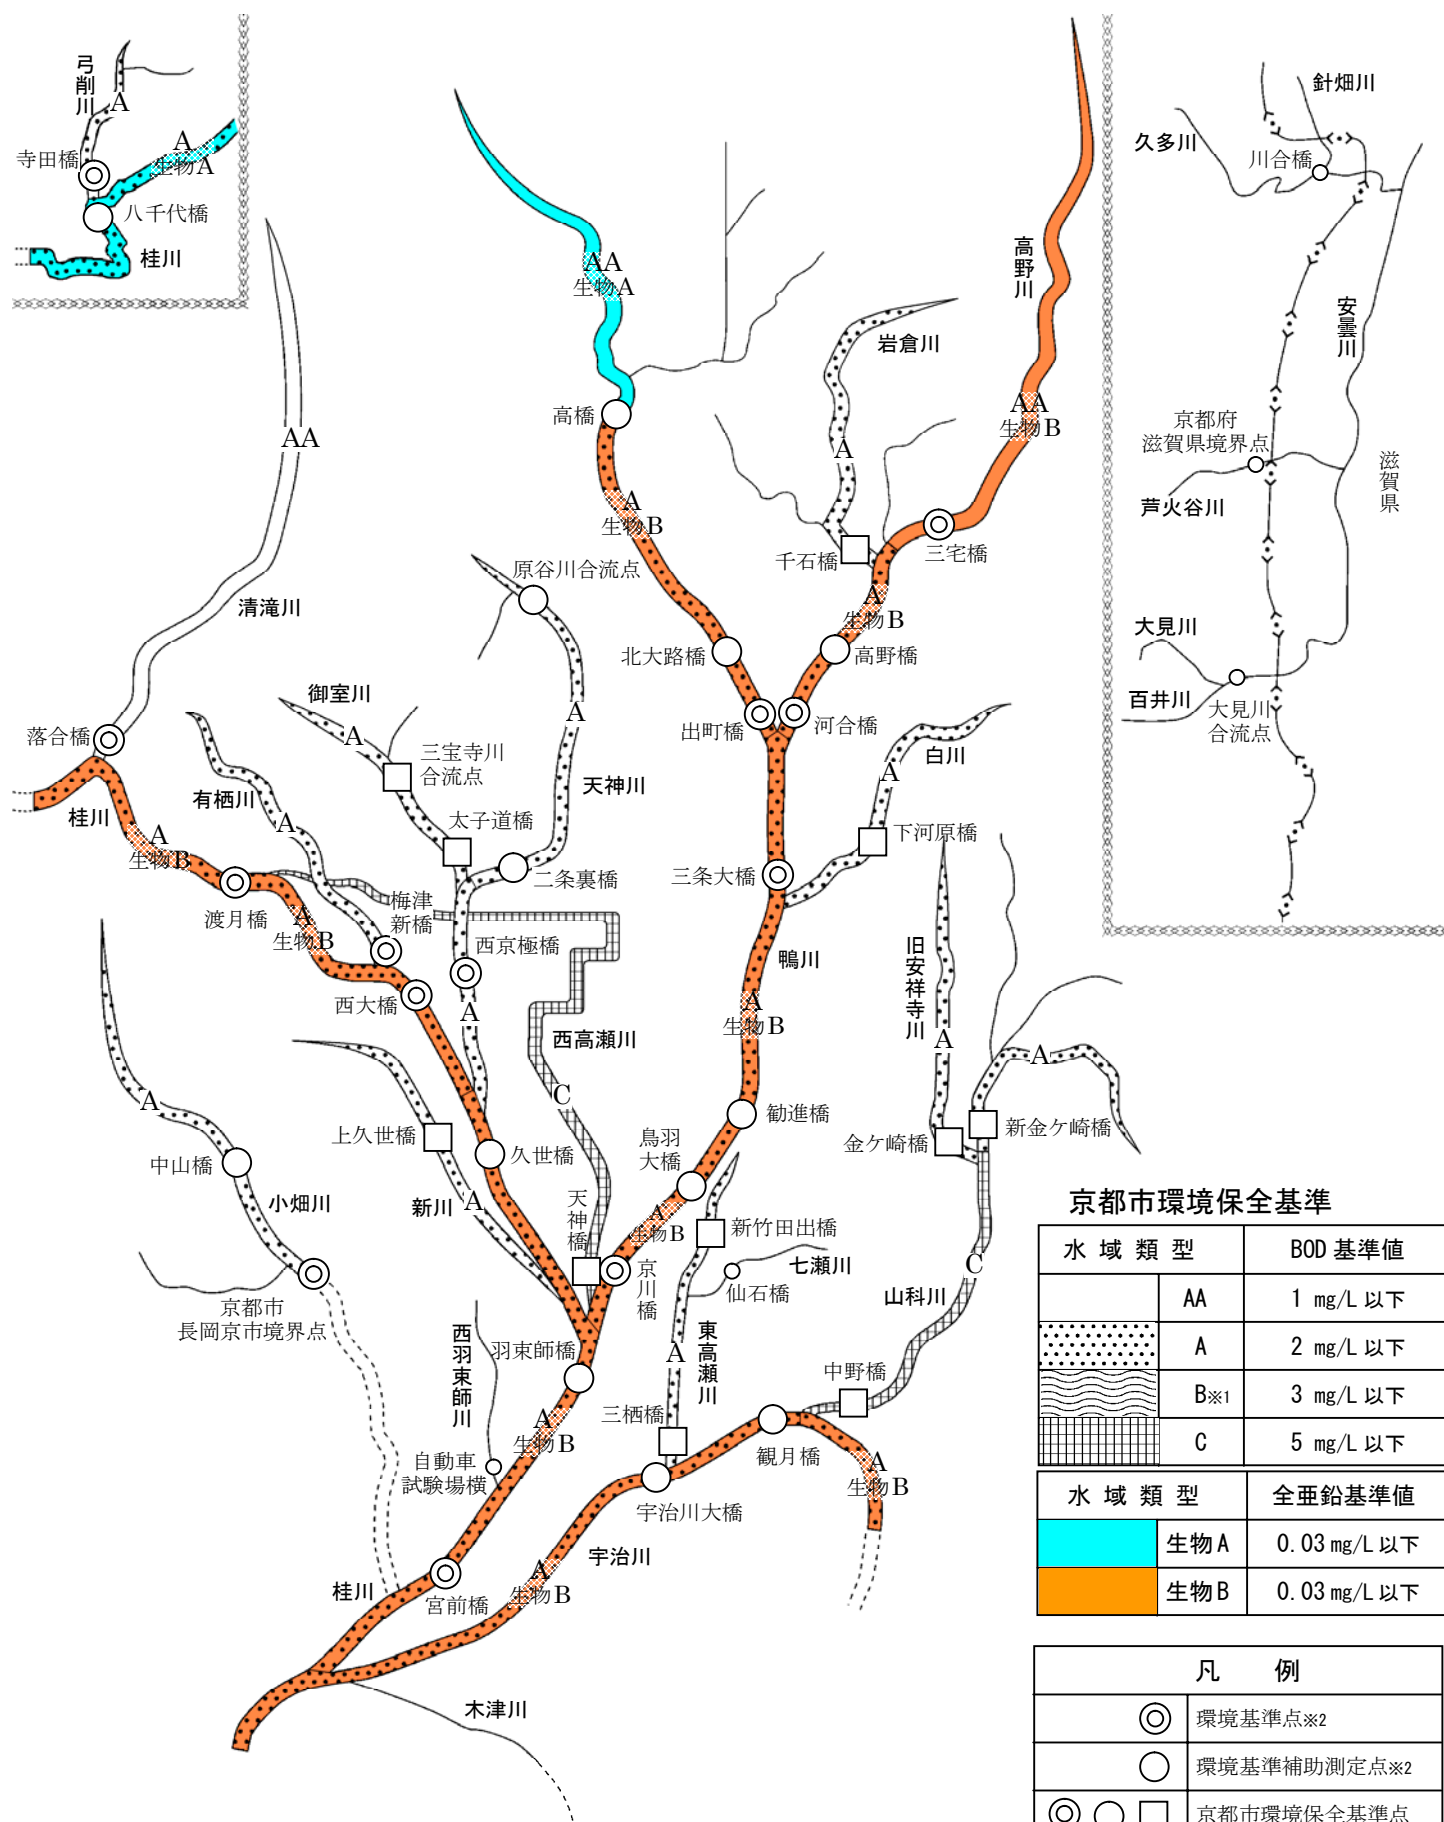 弓削川
A
寺田橋
A
生物A
八千代橋
桂川
針畑川
久多川
川合橋
安曇川
京都府
滋賀県境界点
滋賀県
芦火谷川
大見川
百井川
大見川
合流点
高野川
AA
生物A
岩倉川
高橋
AA
生物B
A
AA
A
生物B
千石橋
三宅橋
原谷川合流点
清滝川
A
生物B
北大路橋
高野橋
御室川
A
A
落合橋
三宝寺川
合流点
出町橋
河合橋
白川
有栖川
天神川
A
桂川
A
太子道橋
下河原橋
A
生物B
二条裏橋
三条大橋
渡月橋
梅津
新橋
A
生物B
西京極橋
鴨川
旧安祥寺川
西大橋
A
西高瀬川
A
生物B
A
A
C
A
上久世橋
久世橋
勧進橋
新金ケ崎橋
金ケ崎橋
中山橋
鳥羽
大橋
小畑川
新川
A
天神橋
A
生物B
新竹田出橋
七瀬川
京川橋
仙石橋
C
山科川
京都市
長岡京市境界点
西羽束師川
羽束師橋
東高瀬川
A
中野橋
三栖橋
A
生物B
観月橋
A
生物B
自動車
試験場横
宇治川大橋
宇治川
A
生物B
桂川
宮前橋
木津川
京都市環境保全基準
水域類型 BOD基準値
AA 1 mg/L以下
A 2 mg/L以下
B※1 3 mg/L以下
C 5 mg/L以下
水域類型 全亜鉛基準値
生物A 0.03 mg/L以下
生物B 0.03 mg/L以下
凡 例
環境基準点※2
環境基準補助測定点※2
京都市環境保全基準点